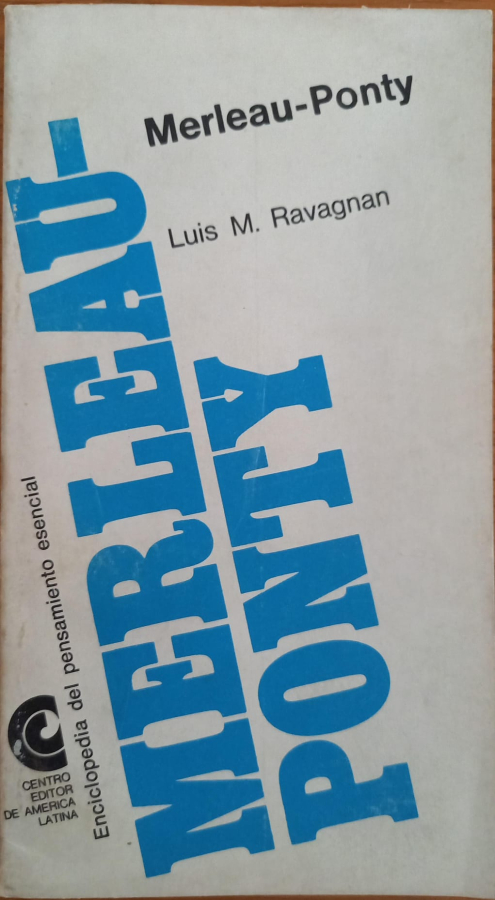 Merleau-Ponty
Luis M. Ravagnan
MERLEAU-
PONTY
Enciclopedia del pensamiento esencial
CENTRO
EDITOR
DE AMERICA
LATINA